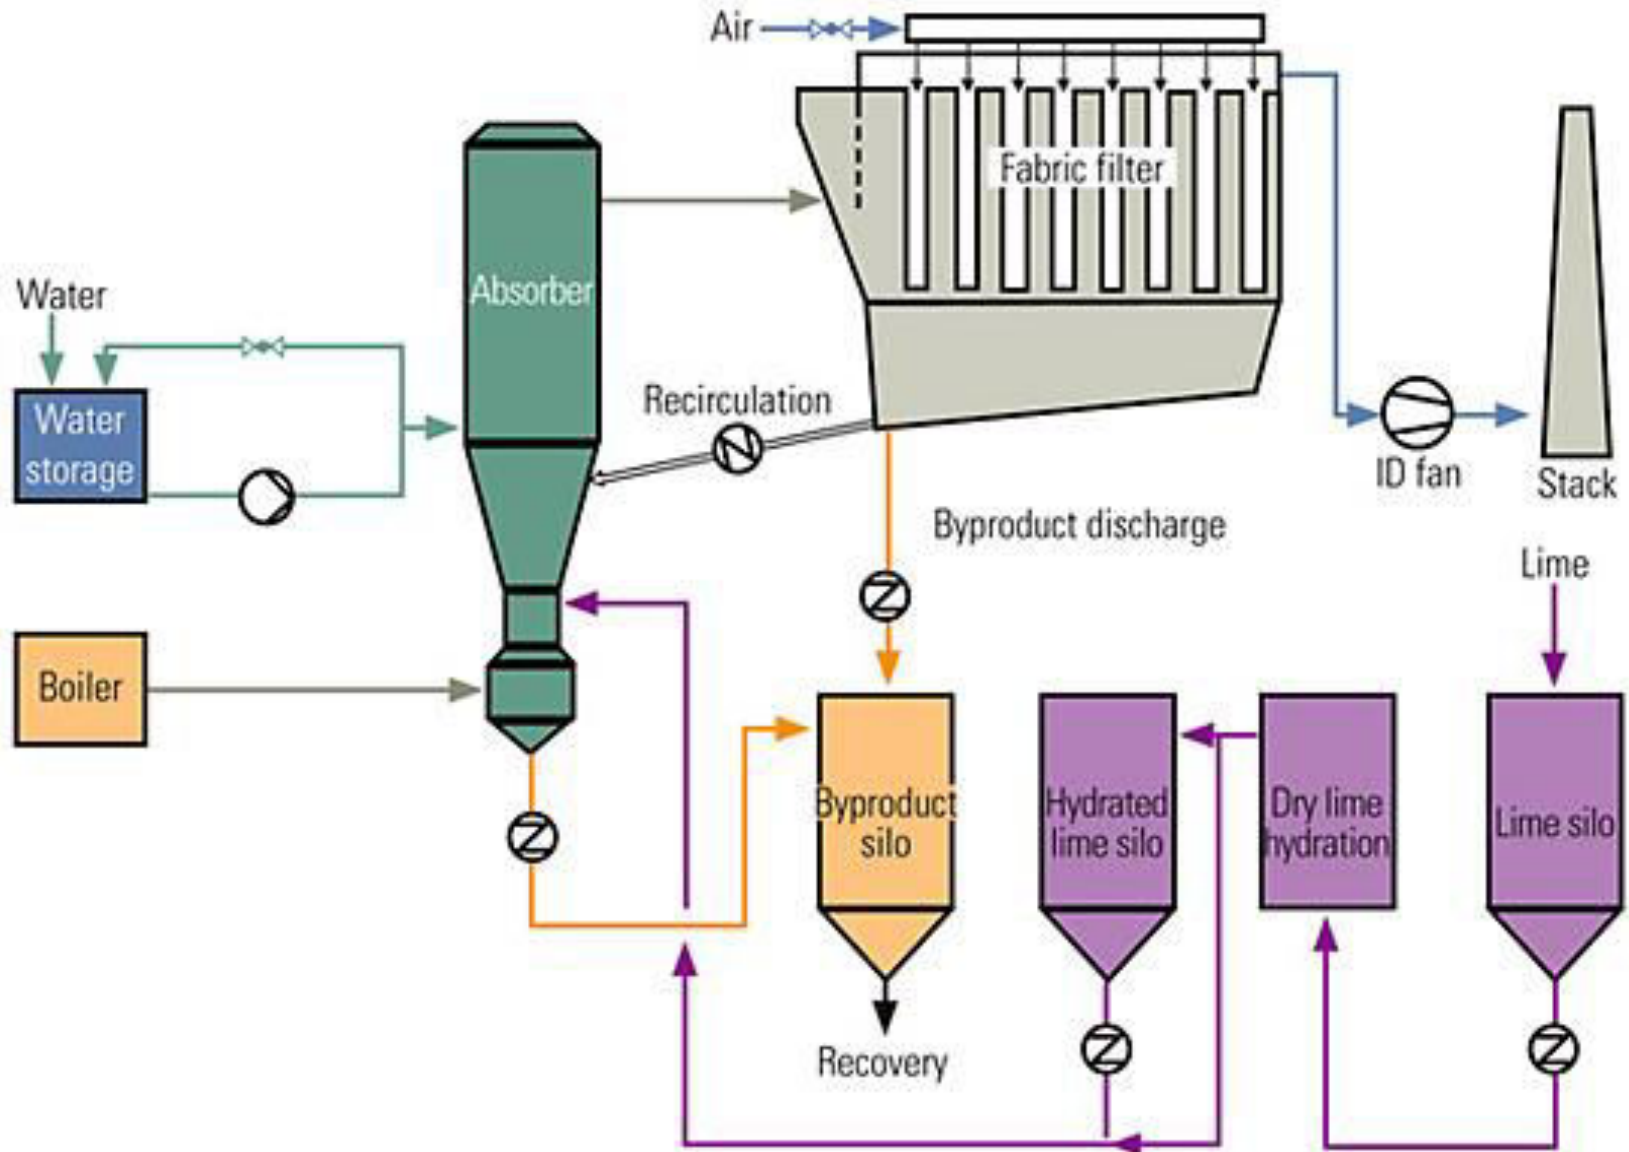 Air
Fabric filter
Absorber
Water
Water
storage
Recirculation
ID fan
Stack
Byproduct discharge
Lime
Boiler
Byproduct
silo
Hydrated
lime silo
Dry lime
hydration
Lime silo
Recovery